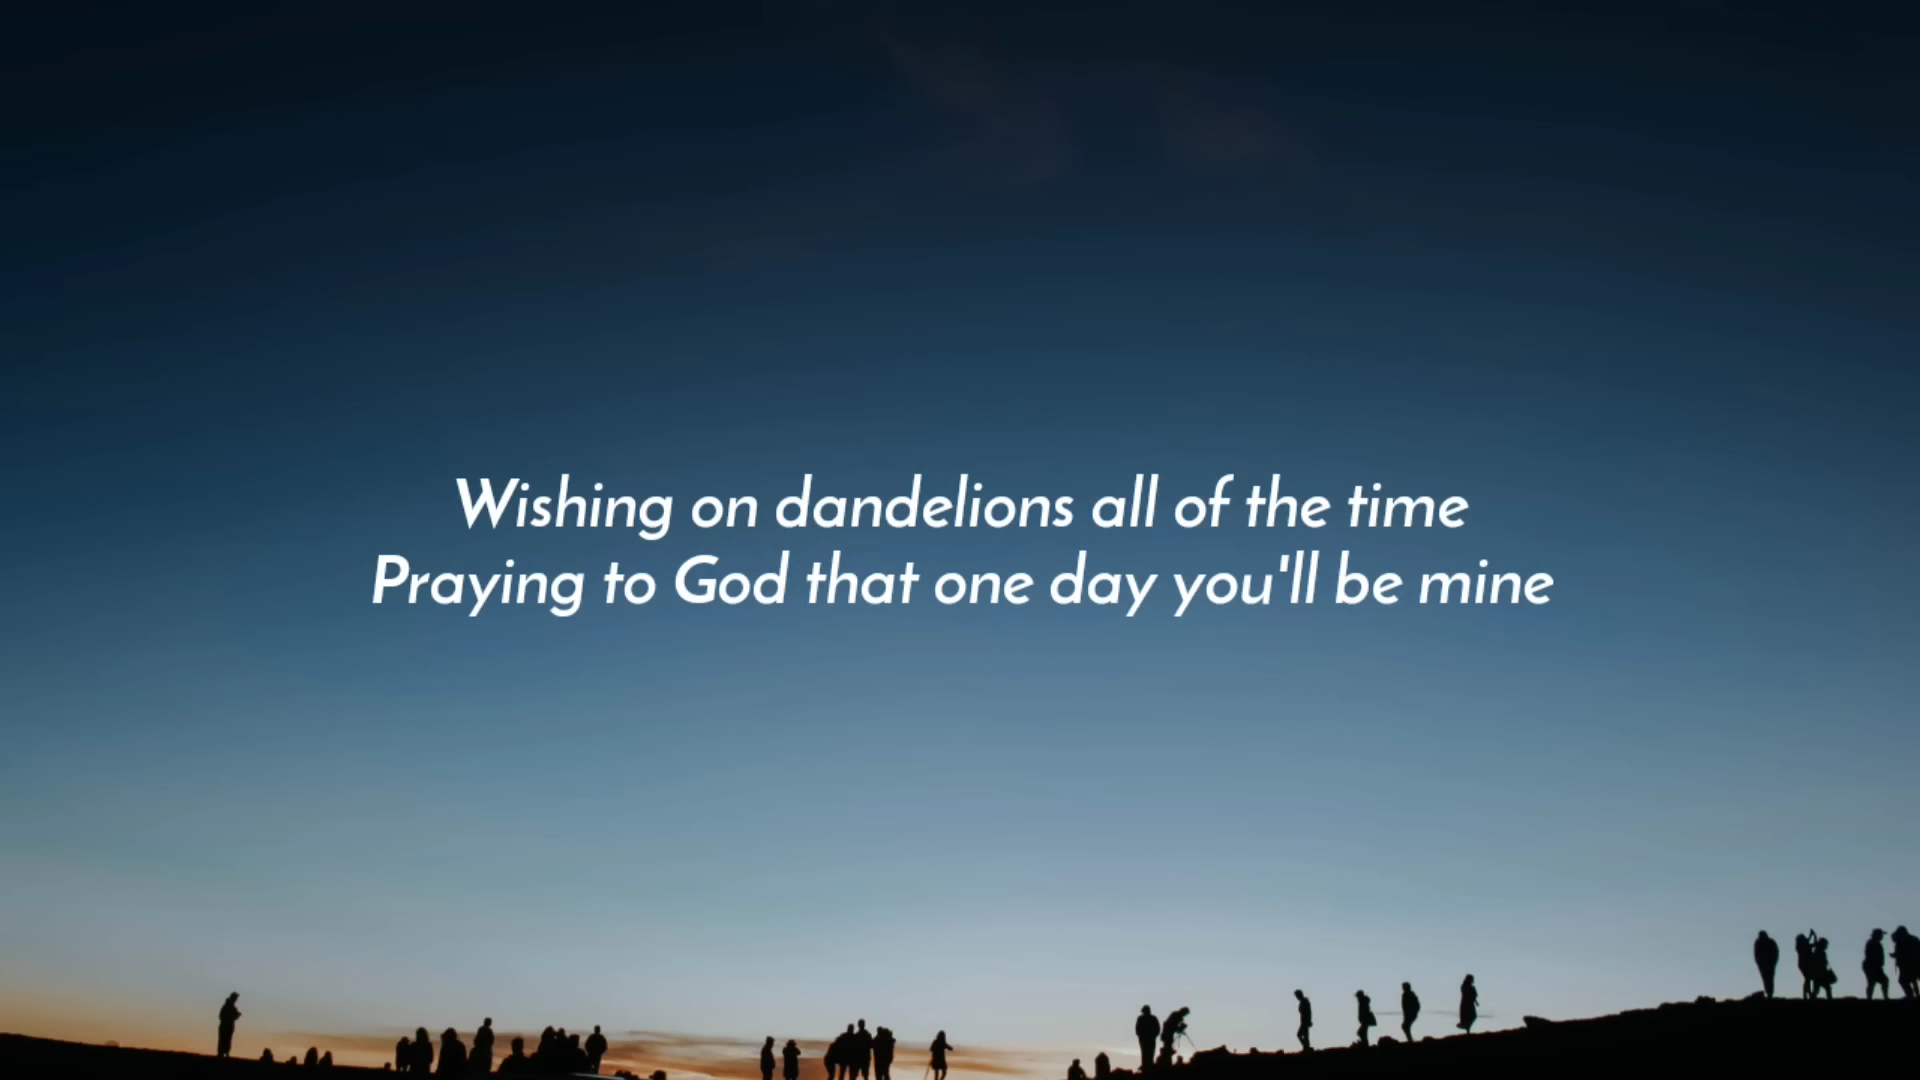 Wishing on dandelions all of the time
Praying to God that one day you'll be mine